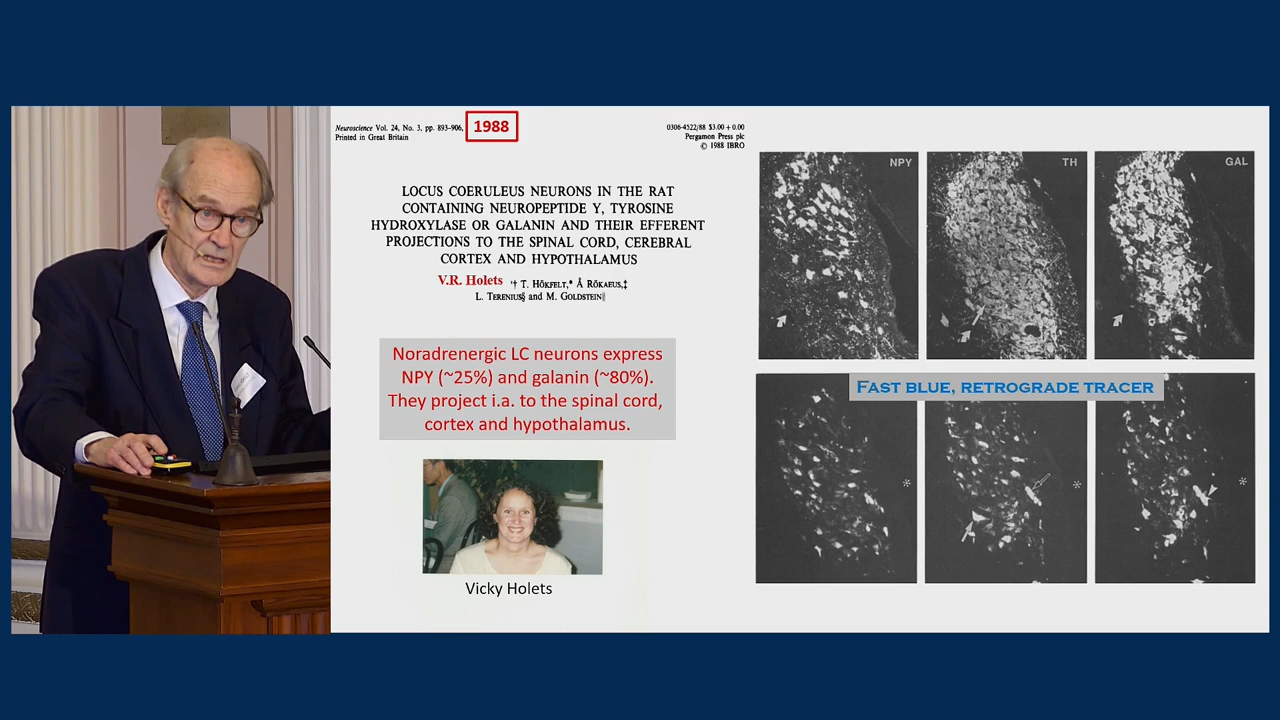 Neuroscience Vol. 24, No. 3, pp. 893-906, 1988
Printed in Great Britain
0306-4522/88 $3.00 + 0.00
Pergamon Press plc
© 1988 IBRO
LOCUS COERULEUS NEURONS IN THE RAT
CONTAINING NEUROPEPTIDE Y, TYROSINE
HYDROXYLASE OR GALANIN AND THEIR EFFERENT
PROJECTIONS TO THE SPINAL CORD, CEREBRAL
CORTEX AND HYPOTHALAMUS
V.R. Holets *† T. HÖKFELT,* Å RÖKAEUS,‡
L. TERENIUS§ and M. GOLDSTEIN∥
Noradrenergic LC neurons express
NPY (~25%) and galanin (~80%).
They project i.a. to the spinal cord,
cortex and hypothalamus.
Vicky Holets
NPY
TH
GAL
FAST BLUE, RETROGRADE TRACER